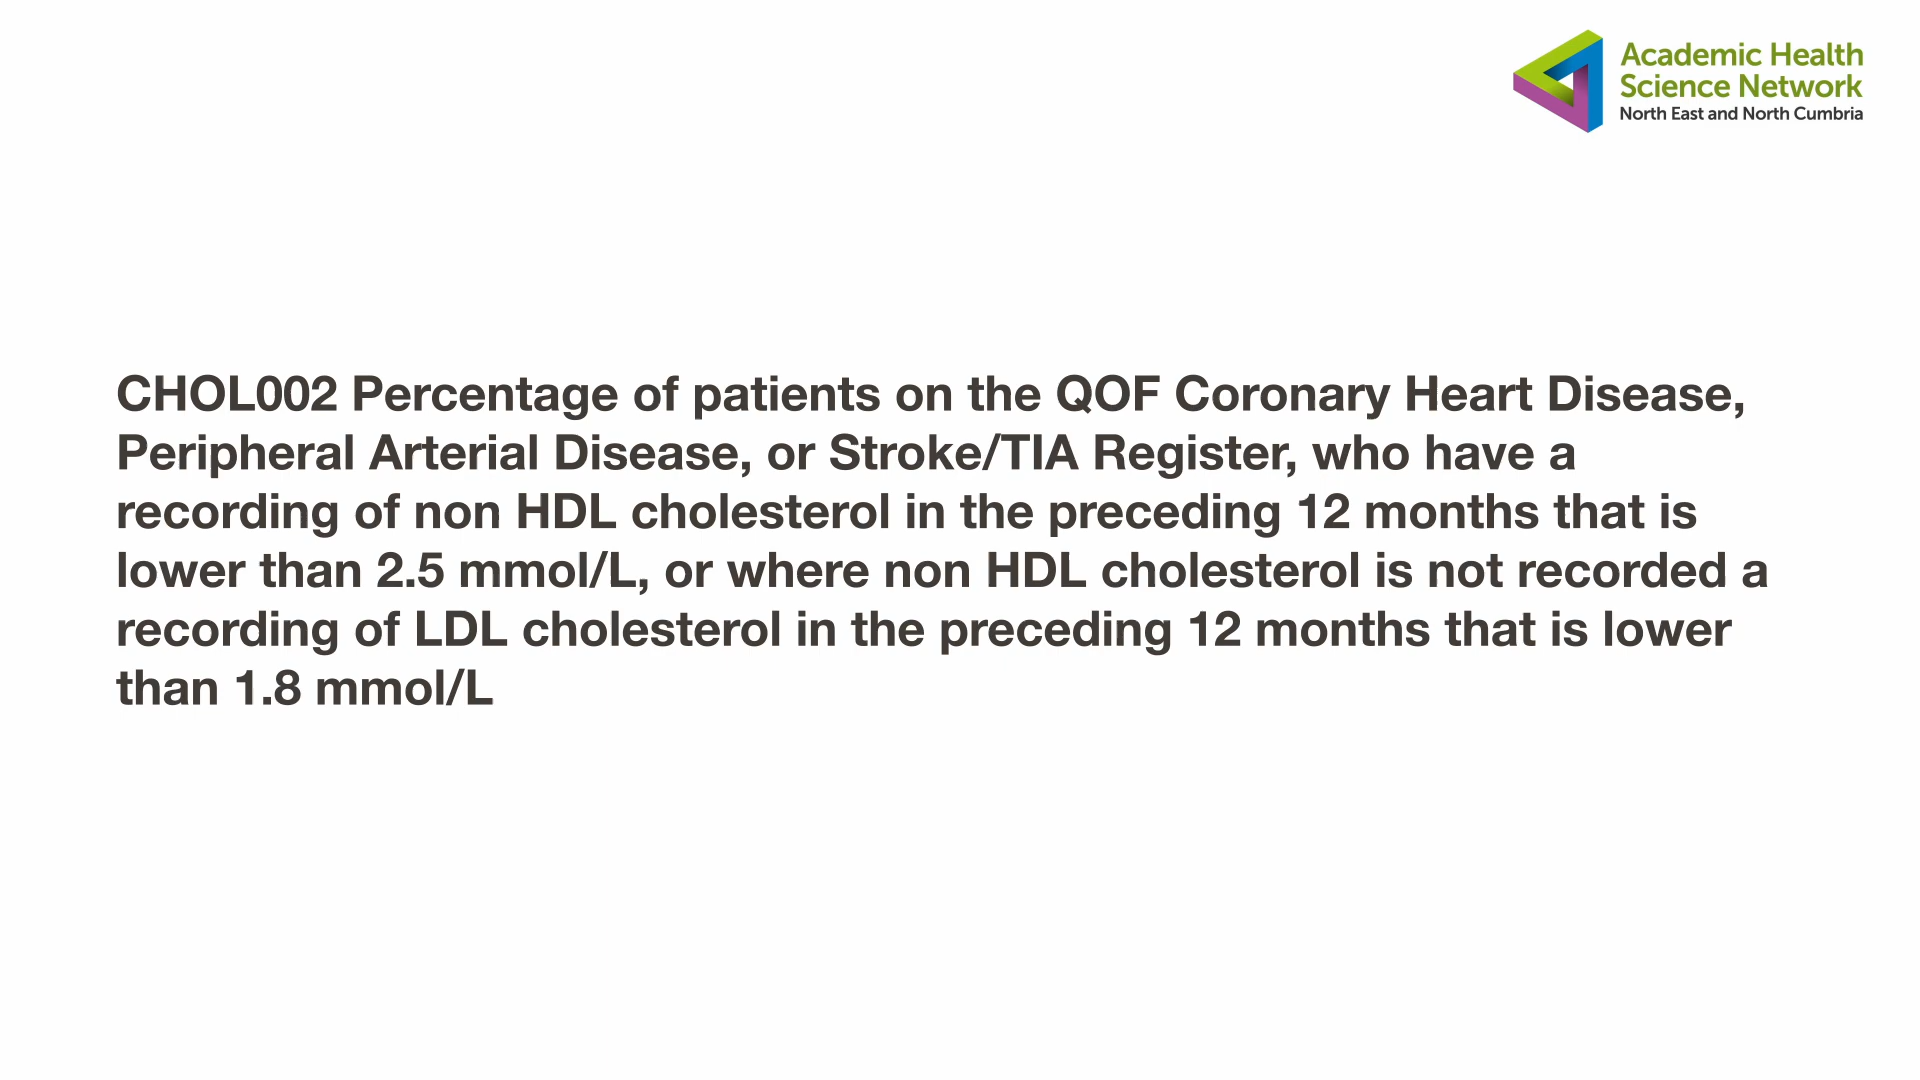 Academic Health
Science Network
North East and North Cumbria
CHOL002 Percentage of patients on the QOF Coronary Heart Disease,
Peripheral Arterial Disease, or Stroke/TIA Register, who have a
recording of non HDL cholesterol in the preceding 12 months that is
lower than 2.5 mmol/L, or where non HDL cholesterol is not recorded a
recording of LDL cholesterol in the preceding 12 months that is lower
than 1.8 mmol/L